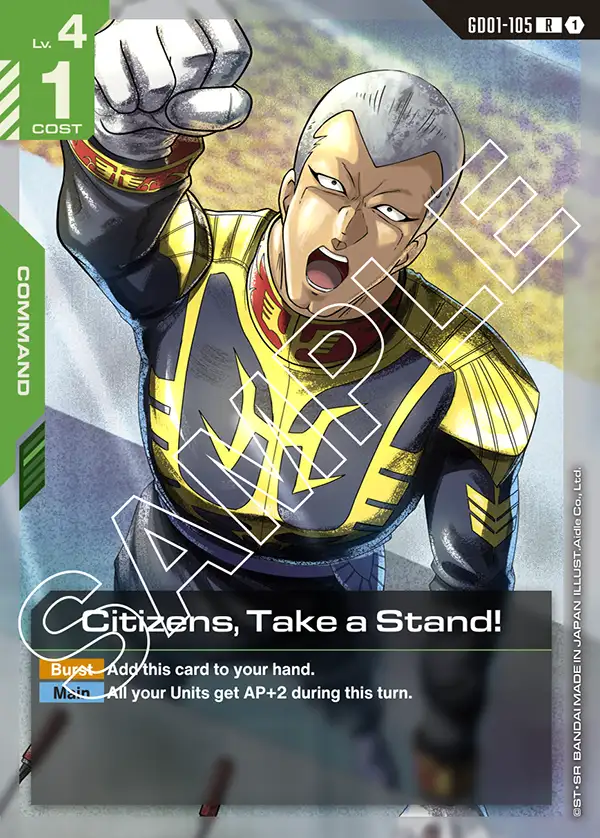 Lv. 4
GD01-105 R 1
1
COST
COMMAND
SAMPLE
Citizens, Take a Stand!
Burst Add this card to your hand.
Main All your Units get AP+2 during this turn.
©ST・SR BANDAI MADE IN JAPAN ILLUST.Aidle Co., Ltd.